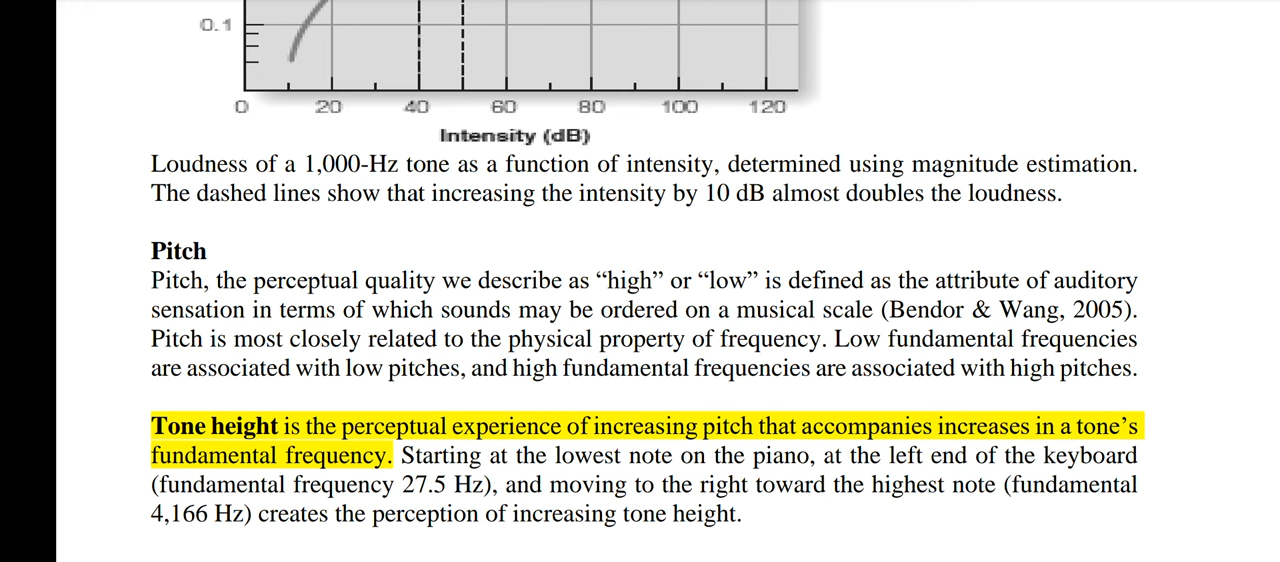 0.1
0 20 40 60 80 100 120
Intensity (dB)
Loudness of a 1,000-Hz tone as a function of intensity, determined using magnitude estimation.
The dashed lines show that increasing the intensity by 10 dB almost doubles the loudness.
Pitch
Pitch, the perceptual quality we describe as “high” or “low” is defined as the attribute of auditory
sensation in terms of which sounds may be ordered on a musical scale (Bendor & Wang, 2005).
Pitch is most closely related to the physical property of frequency. Low fundamental frequencies
are associated with low pitches, and high fundamental frequencies are associated with high pitches.
Tone height is the perceptual experience of increasing pitch that accompanies increases in a tone’s
fundamental frequency. Starting at the lowest note on the piano, at the left end of the keyboard
(fundamental frequency 27.5 Hz), and moving to the right toward the highest note (fundamental
4,166 Hz) creates the perception of increasing tone height.